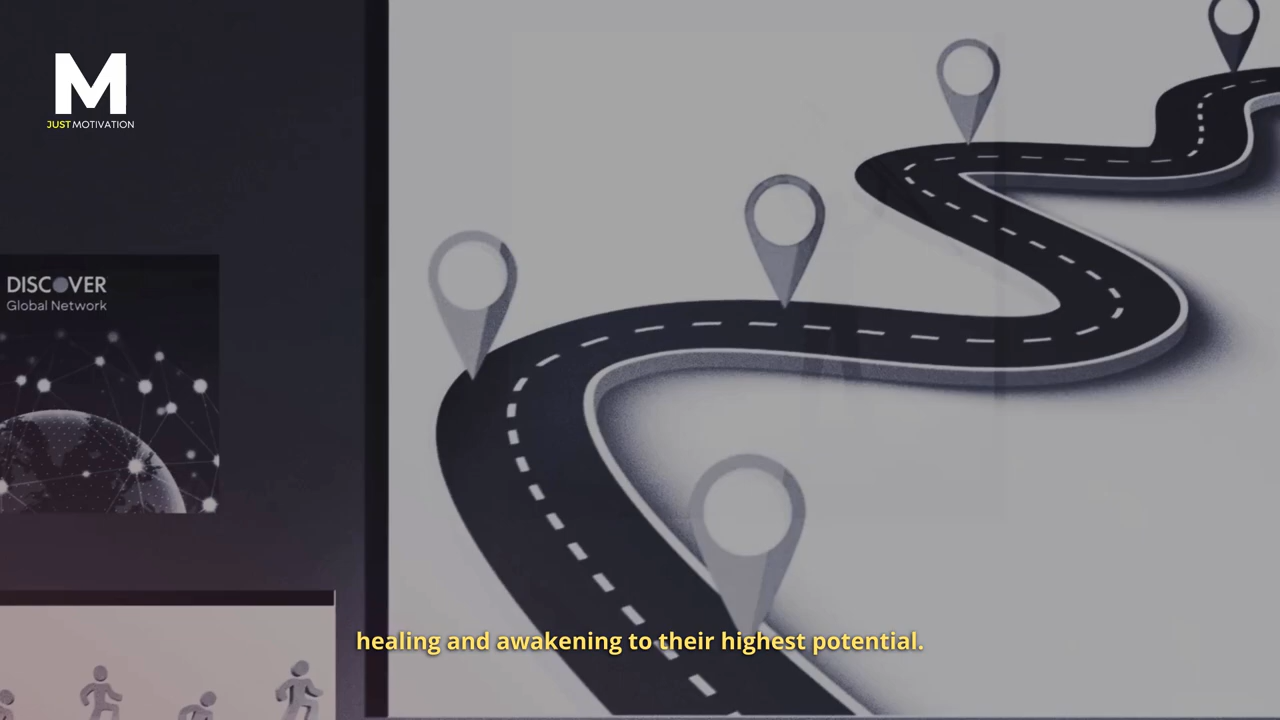 M
JUST MOTIVATION
DISCOVER
Global Network
healing and awakening to their highest potential.